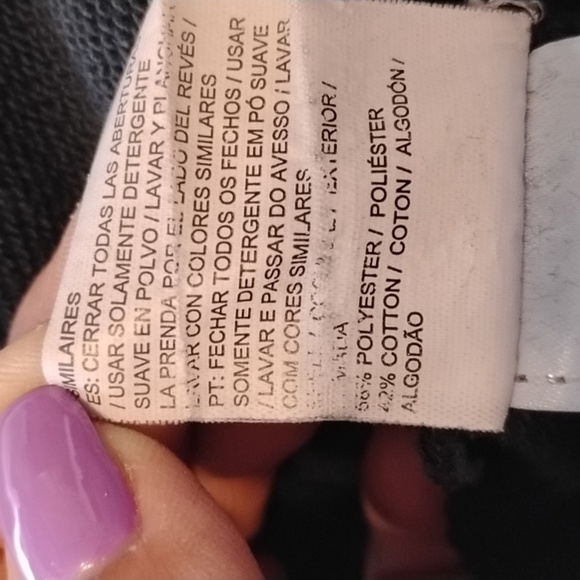 SIMILAIRES
ES: CERRAR TODAS LAS ABERTURAS
/ USAR SOLAMENTE DETERGENTE
SUAVE EN POLVO / LAVAR Y PLANCHAR
LA PRENDA POR EL LADO DEL REVÉS /
LAVAR CON COLORES SIMILARES
PT: FECHAR TODOS OS FECHOS / USAR
SOMENTE DETERGENTE EM PÓ SUAVE
/ LAVAR E PASSAR DO AVESSO / LAVAR
COM CORES SIMILARES
EXTERIOR /
POLYESTER / POLIÉSTER
42% COTTON / COTON / ALGODÓN /
ALGODÃO